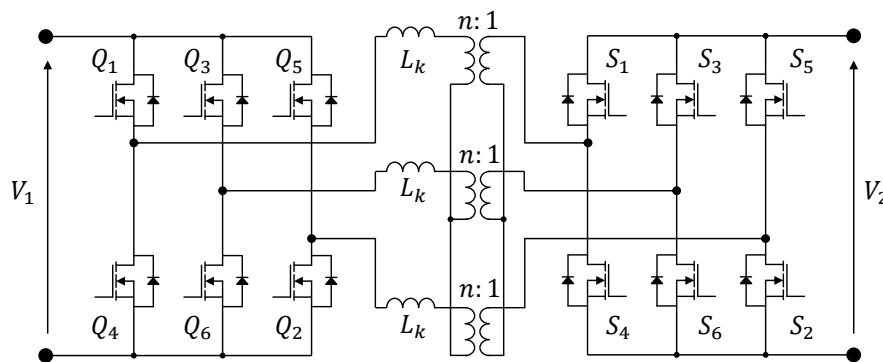 n: 1
Q₁ Q₃ Q₅ Lₖ S₁ S₃ S₅
n: 1
V₁ Lₖ V₂
n: 1
Q₄ Q₆ Q₂ Lₖ S₄ S₆ S₂